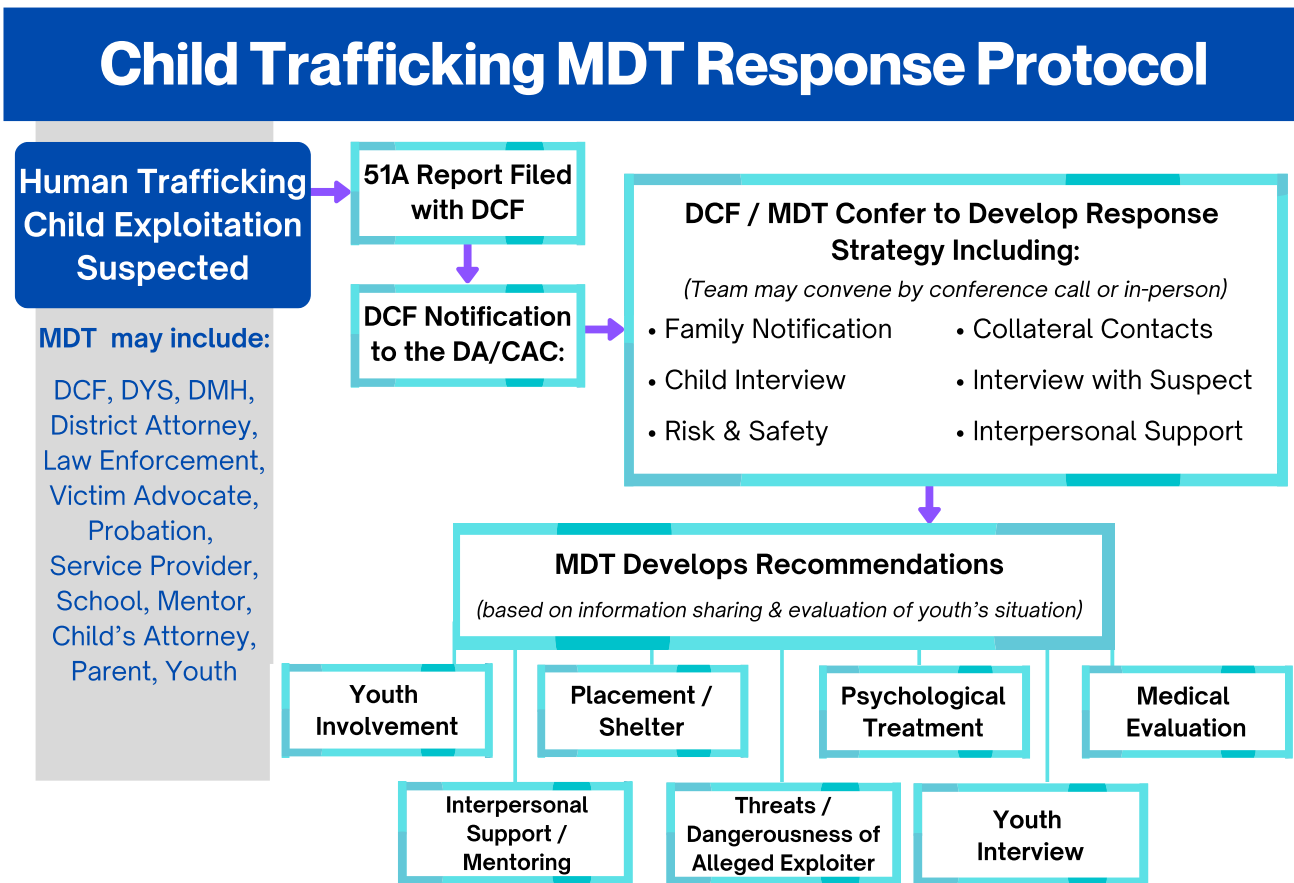 Child Trafficking MDT Response Protocol
Human Trafficking
Child Exploitation
Suspected
MDT may include:
DCF, DYS, DMH,
District Attorney,
Law Enforcement,
Victim Advocate,
Probation,
Service Provider,
School, Mentor,
Child's Attorney,
Parent, Youth
51A Report Filed
with DCF
DCF Notification
to the DA/CAC:
DCF / MDT Confer to Develop Response
Strategy Including:
(Team may convene by conference call or in-person)
• Family Notification
• Child Interview
• Risk & Safety
• Collateral Contacts
• Interview with Suspect
• Interpersonal Support
MDT Develops Recommendations
(based on information sharing & evaluation of youth's situation)
Youth
Involvement
Placement /
Shelter
Psychological
Treatment
Medical
Evaluation
Interpersonal
Support /
Mentoring
Threats /
Dangerousness of
Alleged Exploiter
Youth
Interview